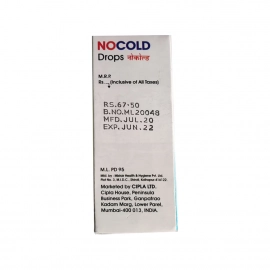 NOCOLD
Drops नोकोल्ड
M.R.P.
Rs....(Inclusive of All Taxes)
RS.67-50
B.NO.ML20048
MFD.JUL.20
EXP.JUN.22
M.L. PD 95
Marketed by CIPLA LTD.
Cipla House, Peninsula
Business Park, Ganpatrao
Kadam Marg, Lower Parel,
Mumbai-400 013, INDIA.